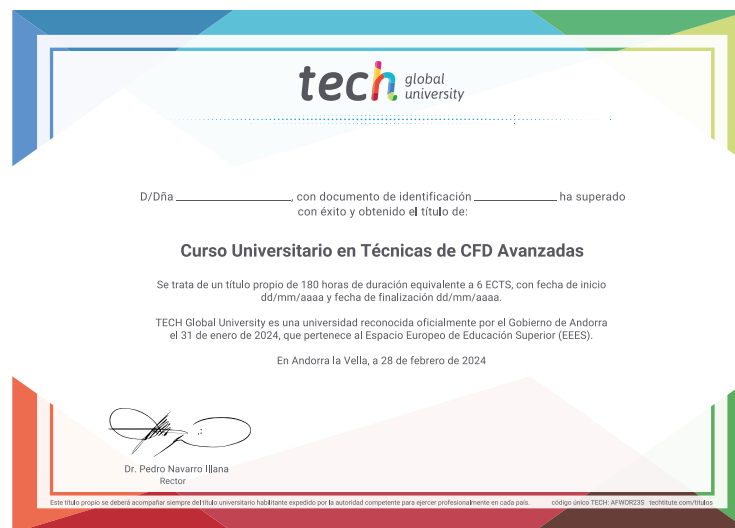 tech global
university
D/Dña ____________________, con documento de identificación ______________ ha superado
con éxito y obtenido el título de:
Curso Universitario en Técnicas de CFD Avanzadas
Se trata de un título propio de 180 horas de duración equivalente a 6 ECTS, con fecha de inicio
dd/mm/aaaa y fecha de finalización dd/mm/aaaa.
TECH Global University es una universidad reconocida oficialmente por el Gobierno de Andorra
el 31 de enero de 2024, que pertenece al Espacio Europeo de Educación Superior (EEES).
En Andorra la Vella, a 28 de febrero de 2024
Dr. Pedro Navarro Illana
Rector
Este título propio se deberá acompañar siempre del título universitario habilitante expedido por la autoridad competente para ejercer profesionalmente en cada país. código único TECH: AFWOR23S techtitute.com/titulos